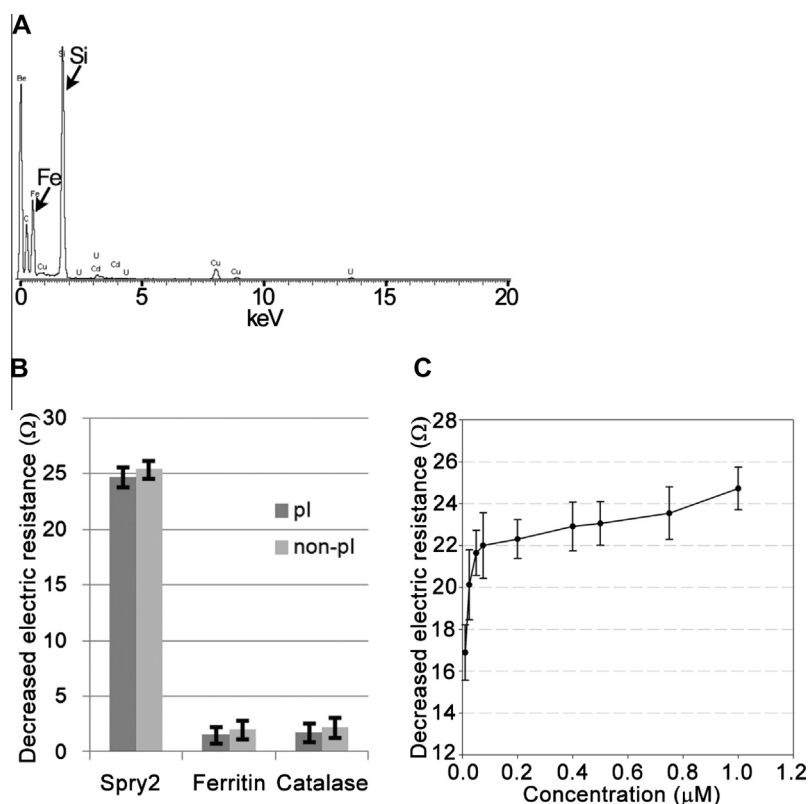 A
Si
Si
Be
Fe
Fe
C
Cu
U
U
Cd
Cd
U
Cu
Cu
U
0
5
10
15
20
keV
B
Decreased electric resistance (Ω)
30
25
20
15
10
5
0
pI
non-pI
Spry2
Ferritin
Catalase
C
Decreased electric resistance (Ω)
28
26
24
22
20
18
16
14
12
0.0
0.2
0.4
0.6
0.8
1.0
1.2
Concentration (μM)